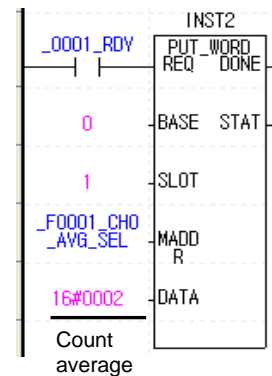 INST2
_0001_RDY
PUT_WORD
REQ DONE
0
BASE STAT
1
SLOT
_F0001_CH0
_AVG_SEL
MADD
R
16#0002
DATA
Count
average